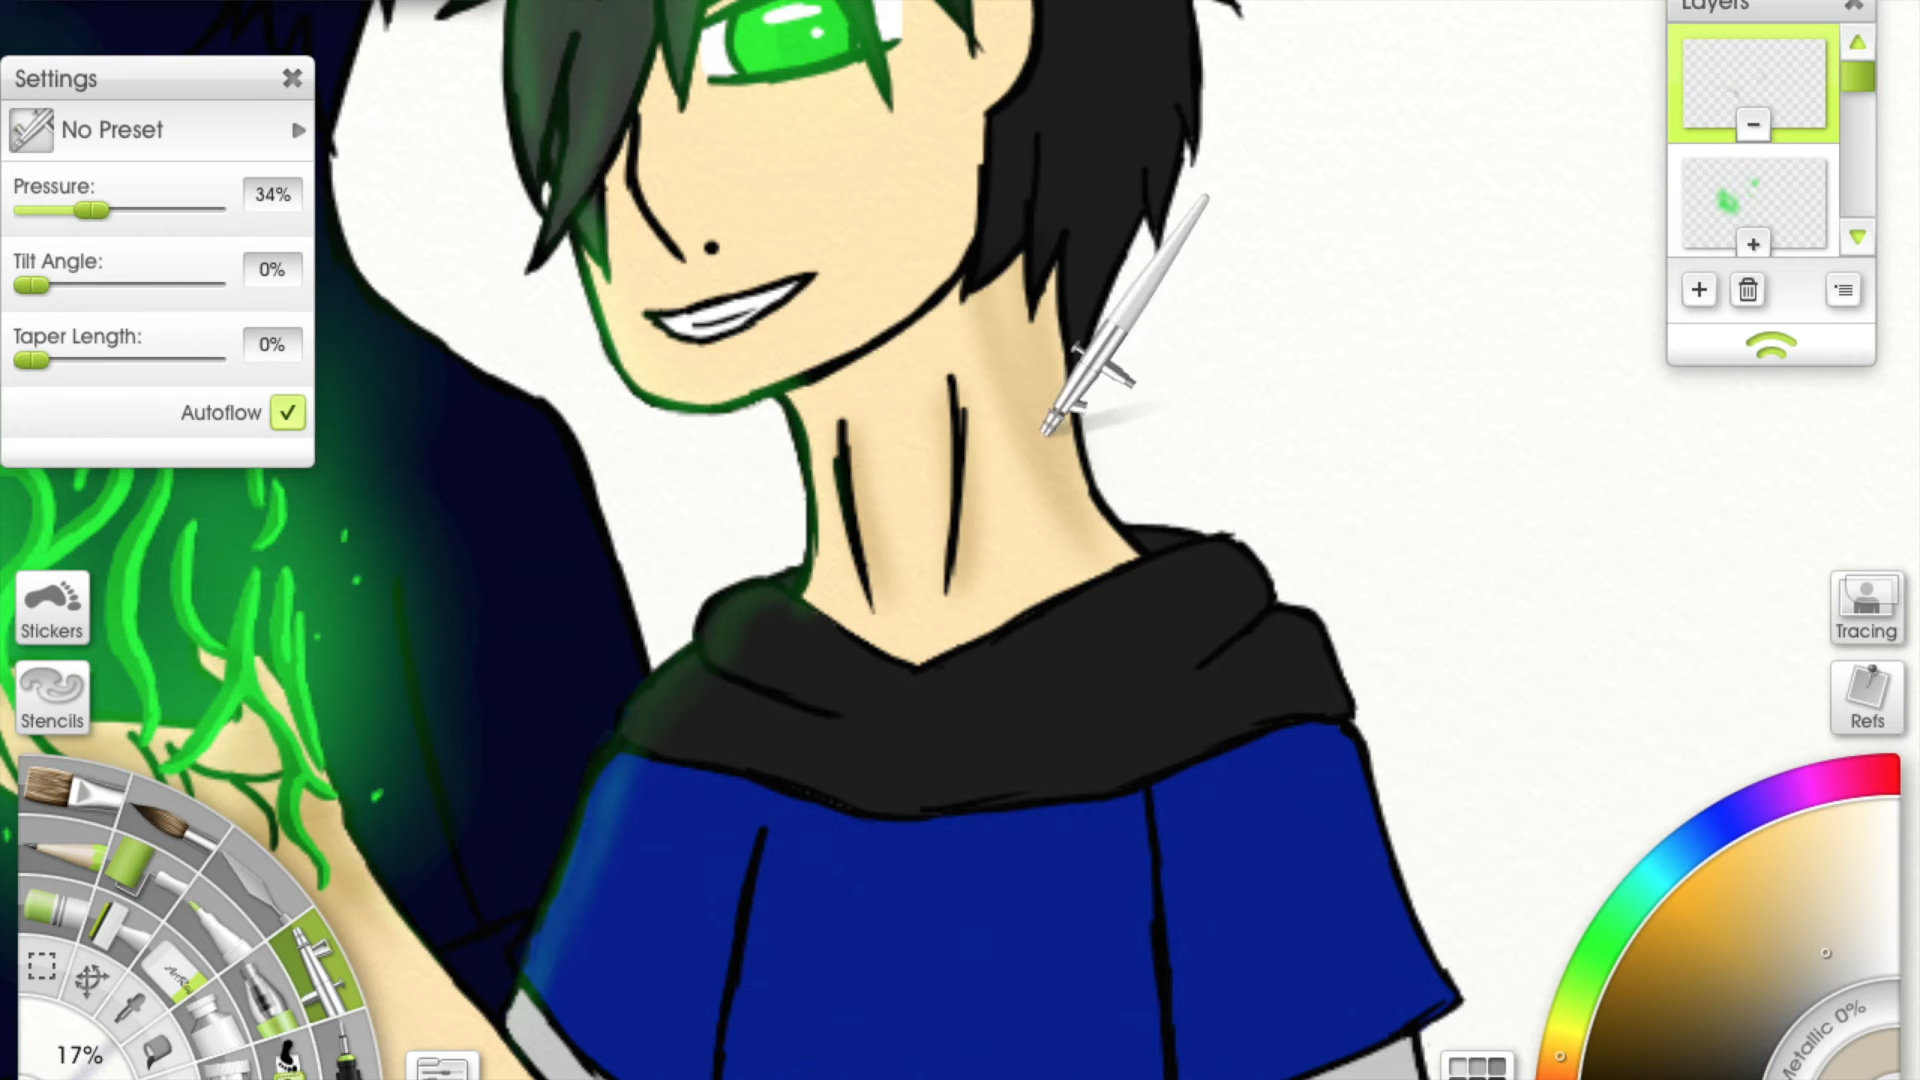 Layers
Settings
No Preset
Pressure:
34%
Tilt Angle:
0%
Taper Length:
0%
Autoflow
Stickers
Stencils
Tracing
Refs
17%
Metallic 0%